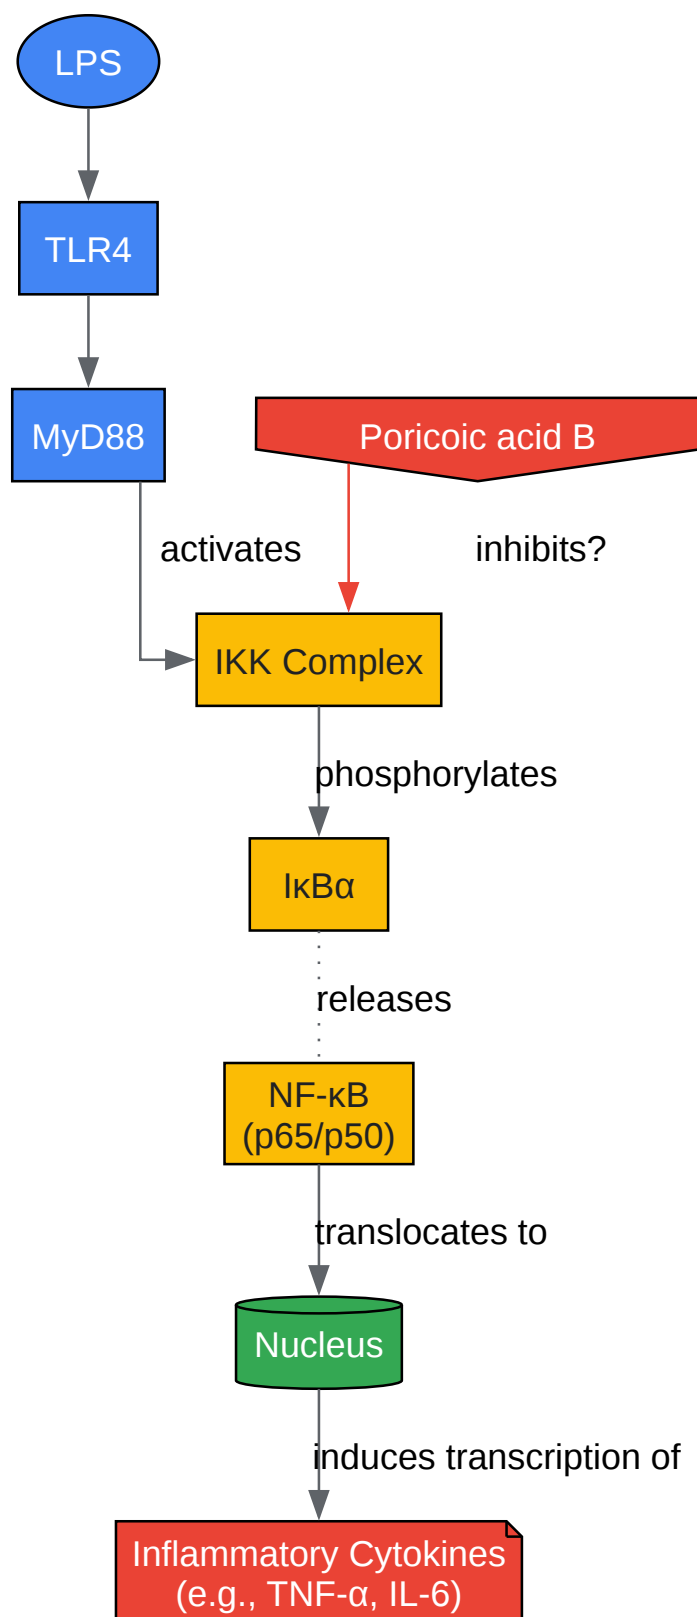 LPS
TLR4
MyD88
Poricoic acid B
activates
inhibits?
IKK Complex
phosphorylates
IκBα
releases
NF-κB
(p65/p50)
translocates to
Nucleus
induces transcription of
Inflammatory Cytokines
(e.g., TNF-α, IL-6)